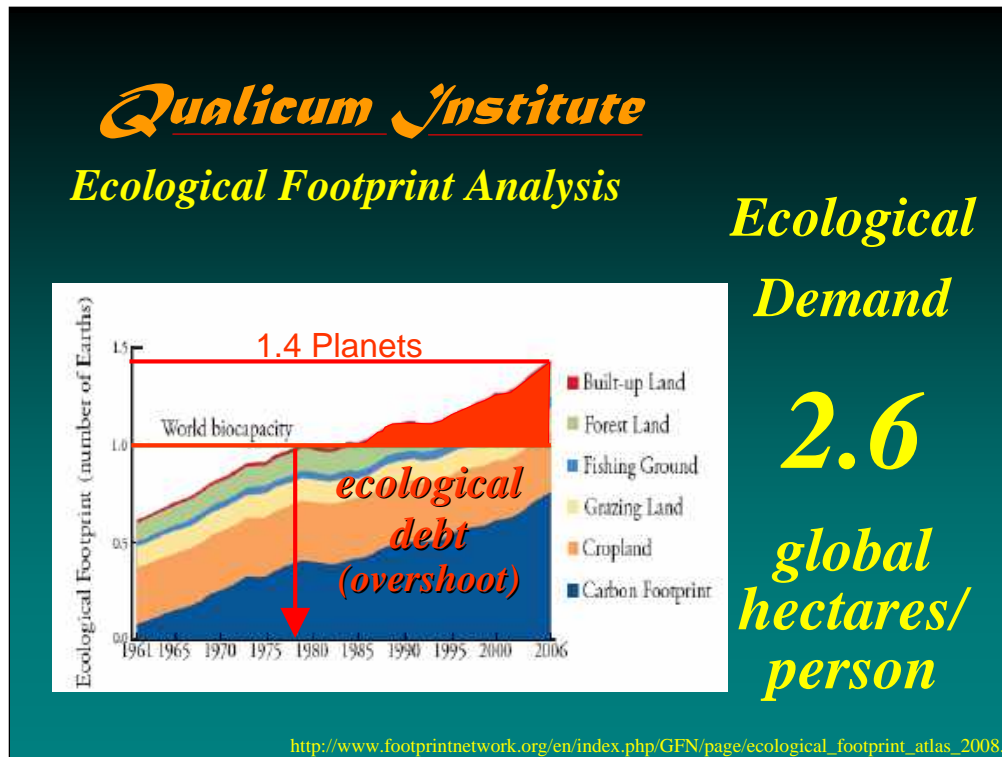 Qualicum Institute
Ecological Footprint Analysis
Ecological
Demand
2.6
global
hectares/
person
Ecological Footprint (number of Earths)
1.5
1.0
0.5
0.0
1.4 Planets
World biocapacity
ecological
debt
(overshoot)
1961 1965 1970 1975 1980 1985 1990 1995 2000 2006
Built-up Land
Forest Land
Fishing Ground
Grazing Land
Cropland
Carbon Footprint
http://www.footprintnetwork.org/en/index.php/GFN/page/ecological_footprint_atlas_2008.